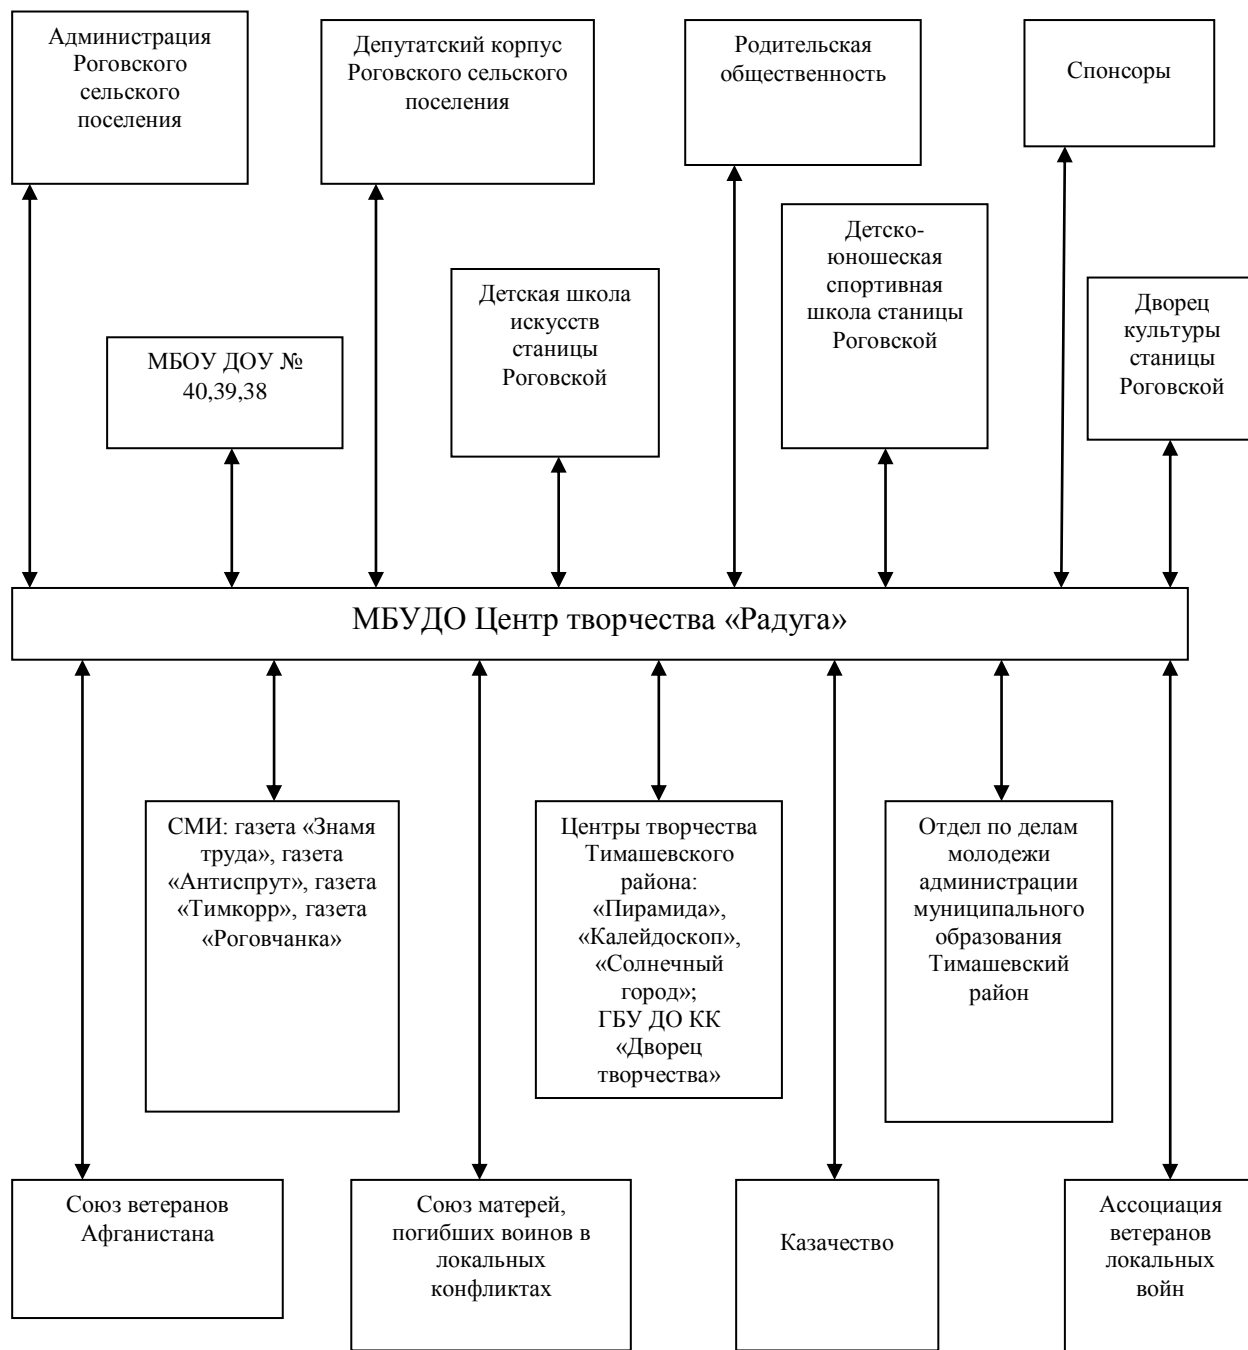 Администрация
Роговского
сельского
поселения
Депутатский корпус
Роговского сельского
поселения
Родительская
общественность
Спонсоры
МБОУ ДОУ №
40,39,38
Детская школа
искусств
станицы
Роговской
Детско-
юношеская
спортивная
школа станицы
Роговской
Дворец
культуры
станицы
Роговской
МБУДО Центр творчества «Радуга»
СМИ: газета «Знамя
труда», газета
«Антиспрут», газета
«Тимкорр», газета
«Роговчанка»
Центры творчества
Тимашевского
района:
«Пирамида»,
«Калейдоскоп»,
«Солнечный
город»;
ГБУ ДО КК
«Дворец
творчества»
Отдел по делам
молодежи
администрации
муниципального
образования
Тимашевский
район
Союз ветеранов
Афганистана
Союз матерей,
погибших воинов в
локальных
конфликтах
Казачество
Ассоциация
ветеранов
локальных
войн